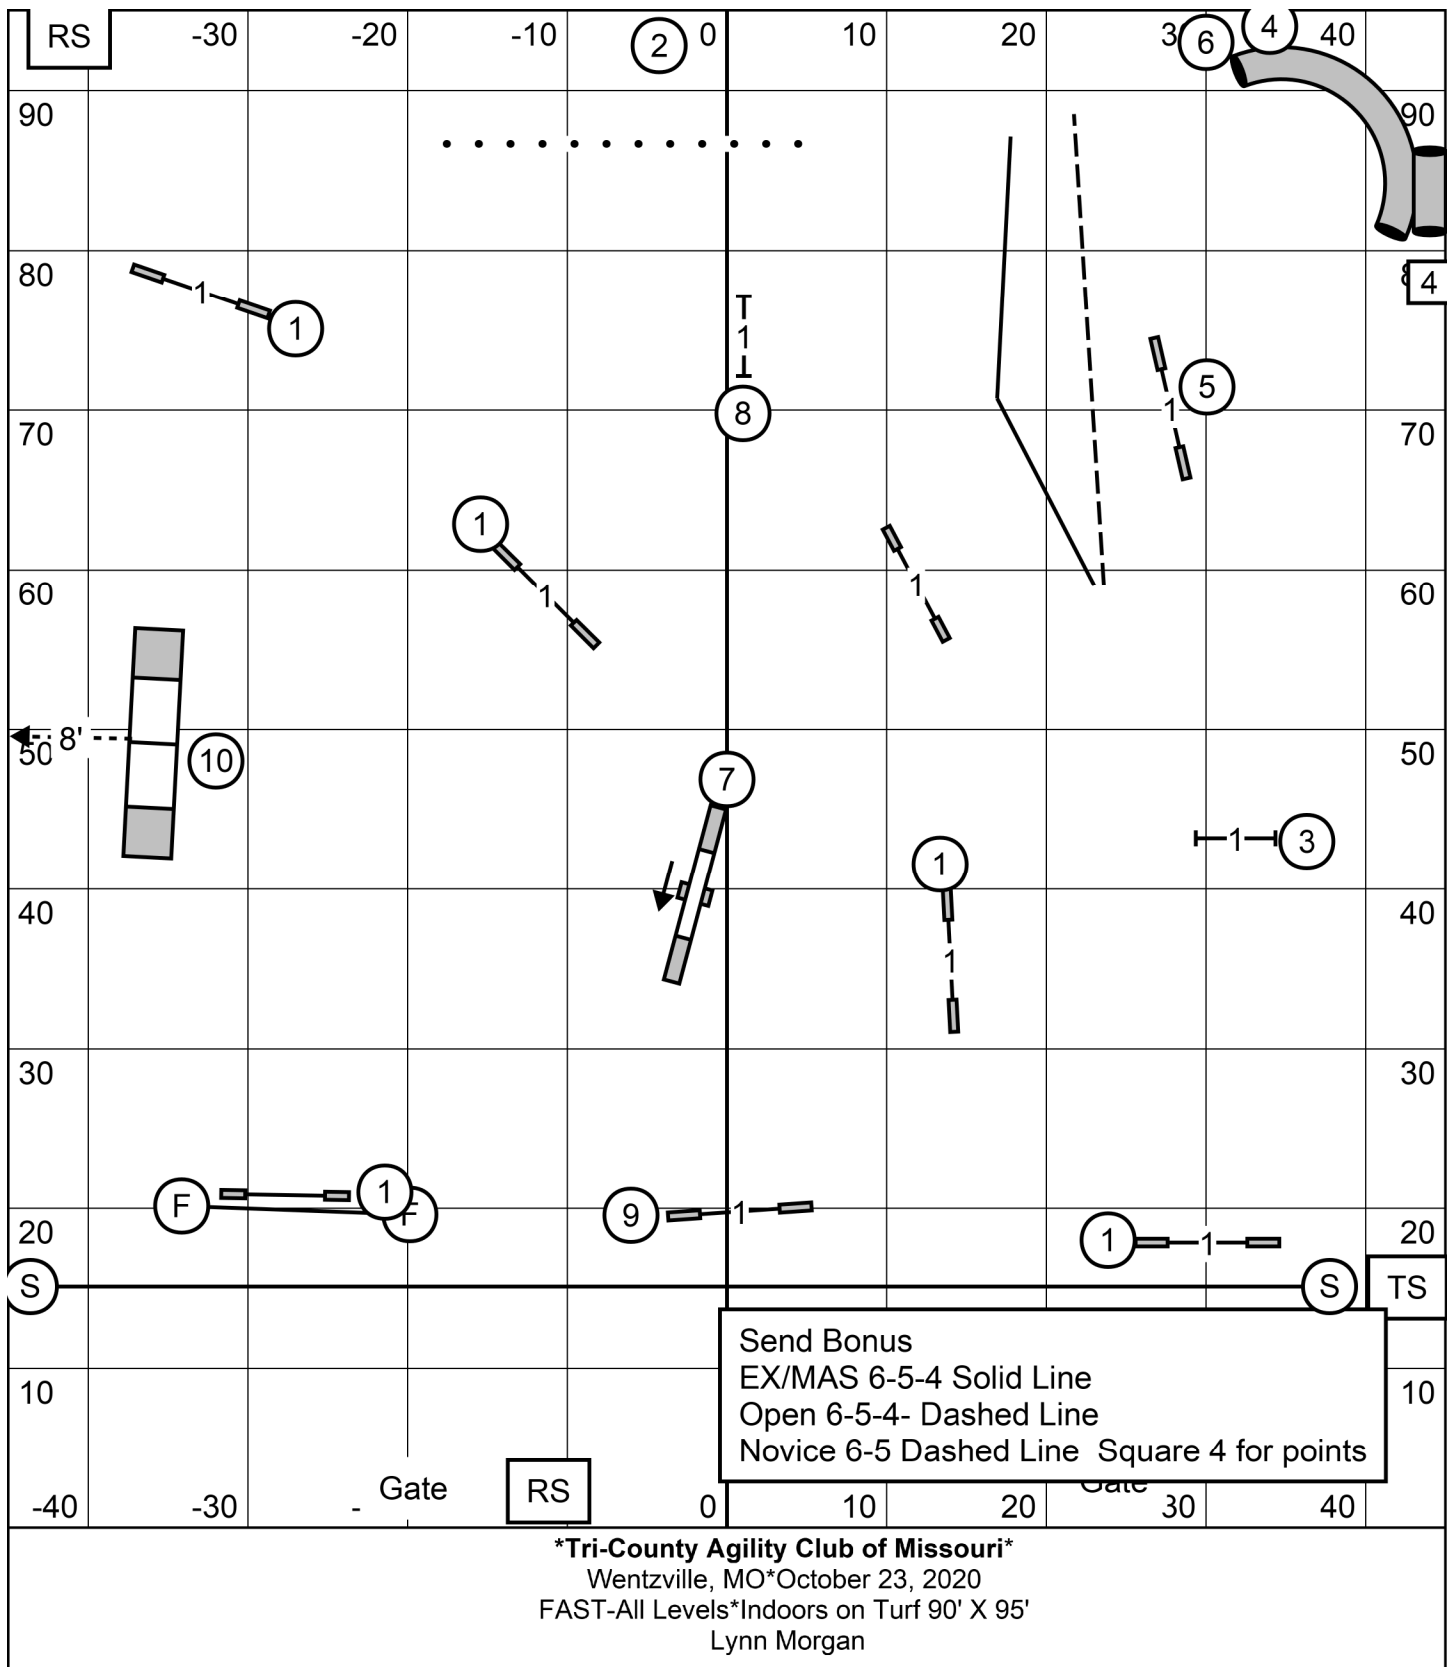 RS -30 -20 -10 2 0 10 20 6 4 40
90 90
80 1 1 1 4
8 5 1
70 70
1 1
60 1 60
8' 10 7
50 50
1 1 3
40 1 40
30 30
F 1 F 9 1 1 1
20 20
S S TS
Send Bonus
EX/MAS 6-5-4 Solid Line
Open 6-5-4- Dashed Line
Novice 6-5 Dashed Line Square 4 for points
10 10
Gate RS Gate
-40 -30 - 0 10 20 30 40
*Tri-County Agility Club of Missouri*
Wentzville, MO*October 23, 2020
FAST-All Levels*Indoors on Turf 90' X 95'
Lynn Morgan